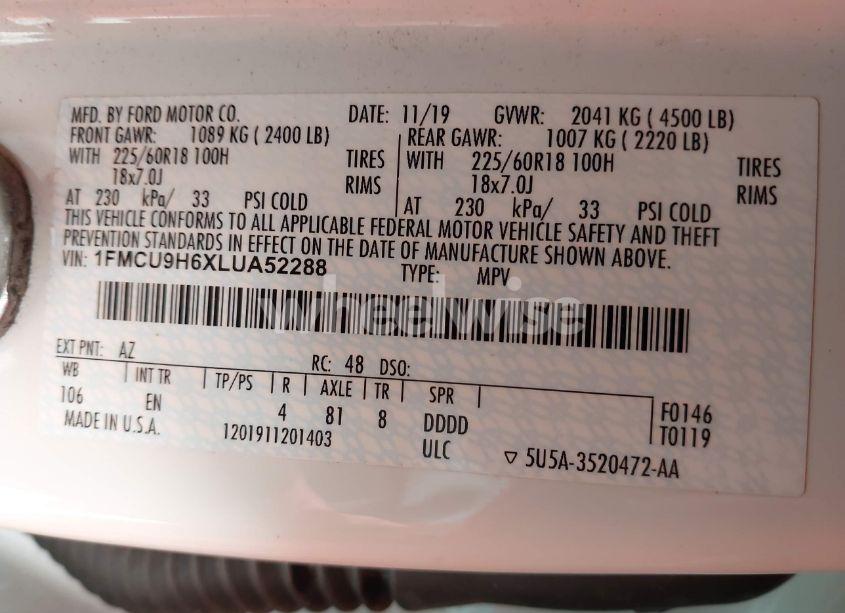 MFD. BY FORD MOTOR CO. DATE: 11/19 GVWR: 2041 KG ( 4500 LB)
FRONT GAWR: 1089 KG ( 2400 LB) REAR GAWR: 1007 KG ( 2220 LB)
WITH 225/60R18 100H TIRES WITH 225/60R18 100H TIRES
18x7.0J RIMS 18x7.0J RIMS
AT 230 kPa/ 33 PSI COLD AT 230 kPa/ 33 PSI COLD
THIS VEHICLE CONFORMS TO ALL APPLICABLE FEDERAL MOTOR VEHICLE SAFETY AND THEFT
PREVENTION STANDARDS IN EFFECT ON THE DATE OF MANUFACTURE SHOWN ABOVE.
VIN: 1FMCU9H6XLUA52288 TYPE: MPV
wheelwise
EXT PNT: AZ RC: 48 DSO:
WB INT TR TP/PS R AXLE TR SPR
106 EN 4 81 8 DDDD F0146
MADE IN U.S.A. 1201911201403 ULC T0119
▽ 5U5A-3520472-AA